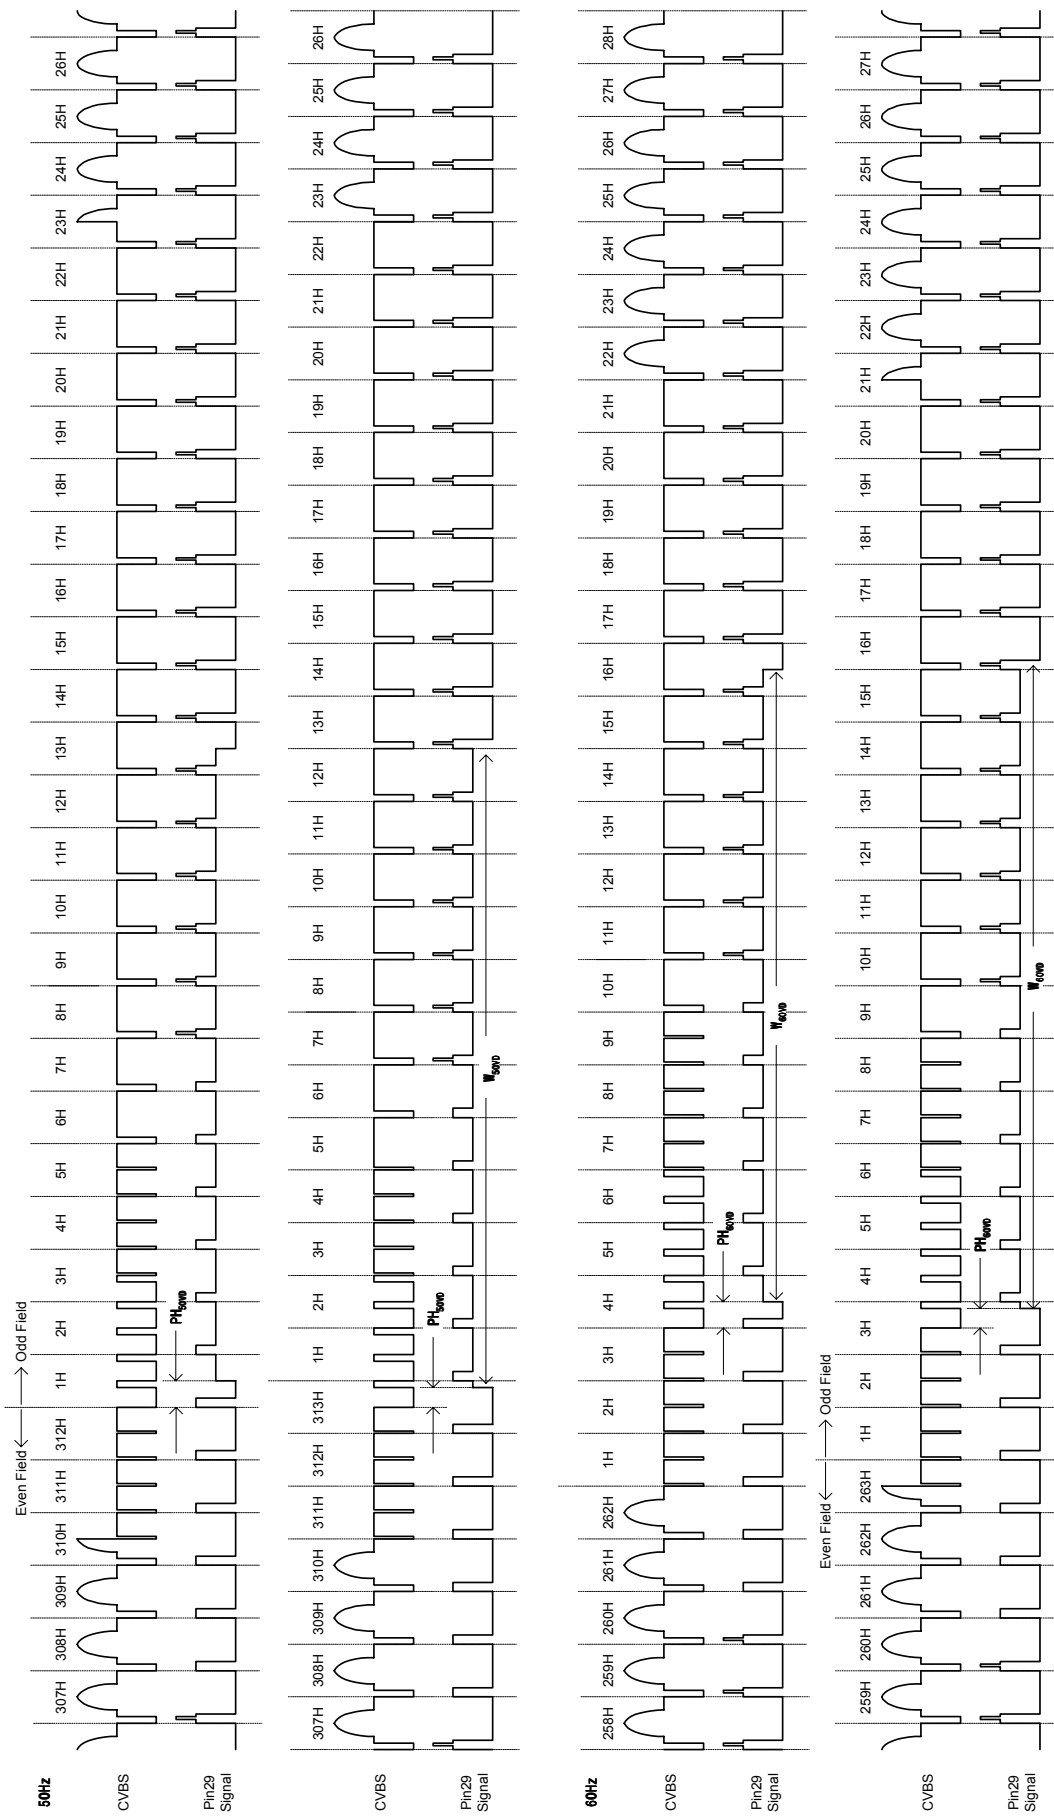 Even Field Odd Field
50Hz
307H 308H 309H 310H 311H 312H 1H 2H 3H 4H 5H 6H 7H 8H 9H 10H 11H 12H 13H 14H 15H 16H 17H 18H 19H 20H 21H 22H 23H 24H 25H 26H
CVBS
PH50VD
Pin29
Signal
307H 308H 309H 310H 311H 312H 313H 1H 2H 3H 4H 5H 6H 7H 8H 9H 10H 11H 12H 13H 14H 15H 16H 17H 18H 19H 20H 21H 22H 23H 24H 25H 26H
CVBS
PH50VD
Pin29
Signal
W50VD
60Hz
258H 259H 260H 261H 262H 1H 2H 3H 4H 5H 6H 7H 8H 9H 10H 11H 12H 13H 14H 15H 16H 17H 18H 19H 20H 21H 22H 23H 24H 25H 26H 27H 28H
CVBS
PH60VD
Pin29
Signal
W60VD
Even Field Odd Field
259H 260H 261H 262H 263H 1H 2H 3H 4H 5H 6H 7H 8H 9H 10H 11H 12H 13H 14H 15H 16H 17H 18H 19H 20H 21H 22H 23H 24H 25H 26H 27H
CVBS
PH60VD
Pin29
Signal
W60VD